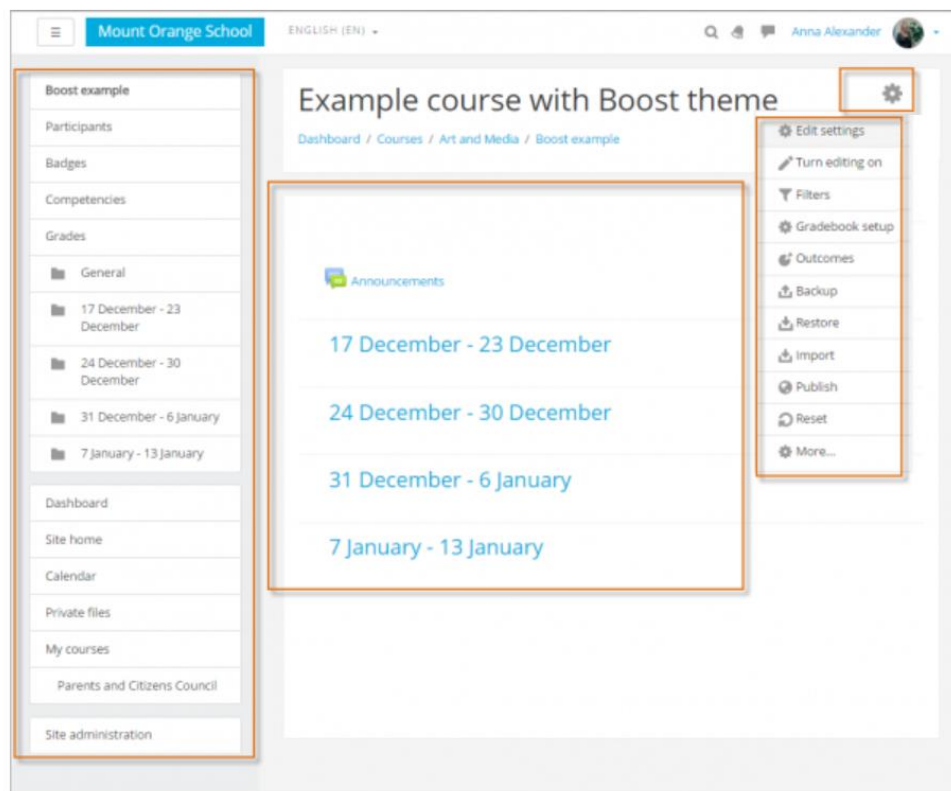 Mount Orange School
ENGLISH (EN)
Anna Alexander
Boost example
Participants
Badges
Competencies
Grades
General
17 December - 23
December
24 December - 30
December
31 December - 6 January
7 January - 13 January
Dashboard
Site home
Calendar
Private files
My courses
Parents and Citizens Council
Site administration
Example course with Boost theme
Dashboard / Courses / Art and Media / Boost example
Announcements
17 December - 23 December
24 December - 30 December
31 December - 6 January
7 January - 13 January
Edit settings
Turn editing on
Filters
Gradebook setup
Outcomes
Backup
Restore
Import
Publish
Reset
More...